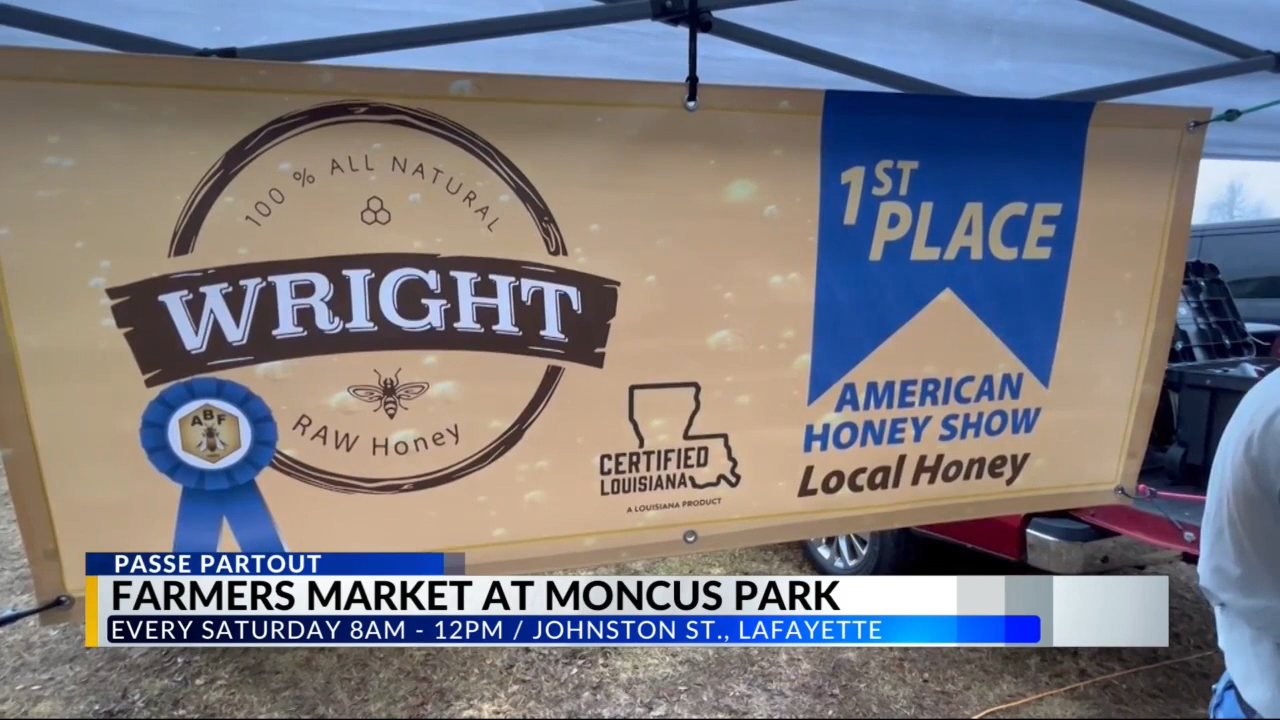 100 % ALL NATURAL
WRIGHT
RAW Honey
ABF
CERTIFIED
LOUISIANA
A LOUISIANA PRODUCT
1ST
PLACE
AMERICAN
HONEY SHOW
Local Honey
PASSE PARTOUT
FARMERS MARKET AT MONCUS PARK
EVERY SATURDAY 8AM - 12PM / JOHNSTON ST., LAFAYETTE